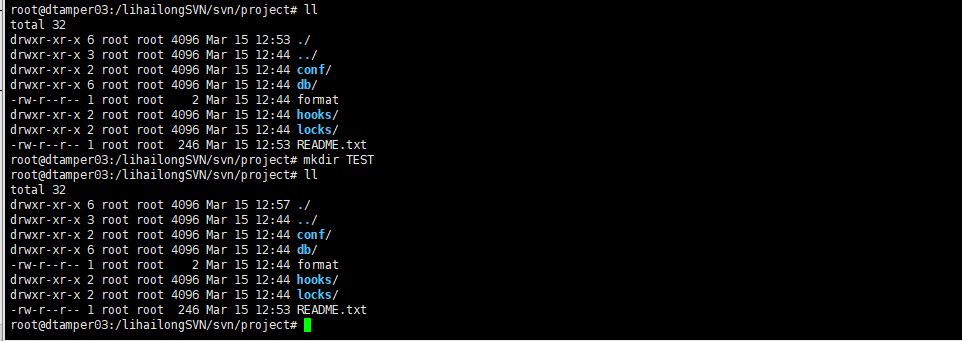 root@dtamper03:/lihailongSVN/svn/project# ll
total 32
drwxr-xr-x 6 root root 4096 Mar 15 12:53 ./
drwxr-xr-x 3 root root 4096 Mar 15 12:44 ../
drwxr-xr-x 2 root root 4096 Mar 15 12:44 conf/
drwxr-xr-x 6 root root 4096 Mar 15 12:44 db/
-rw-r--r-- 1 root root    2 Mar 15 12:44 format
drwxr-xr-x 2 root root 4096 Mar 15 12:44 hooks/
drwxr-xr-x 2 root root 4096 Mar 15 12:44 locks/
-rw-r--r-- 1 root root  246 Mar 15 12:53 README.txt
root@dtamper03:/lihailongSVN/svn/project# mkdir TEST
root@dtamper03:/lihailongSVN/svn/project# ll
total 32
drwxr-xr-x 6 root root 4096 Mar 15 12:57 ./
drwxr-xr-x 3 root root 4096 Mar 15 12:44 ../
drwxr-xr-x 2 root root 4096 Mar 15 12:44 conf/
drwxr-xr-x 6 root root 4096 Mar 15 12:44 db/
-rw-r--r-- 1 root root    2 Mar 15 12:44 format
drwxr-xr-x 2 root root 4096 Mar 15 12:44 hooks/
drwxr-xr-x 2 root root 4096 Mar 15 12:44 locks/
-rw-r--r-- 1 root root  246 Mar 15 12:53 README.txt
root@dtamper03:/lihailongSVN/svn/project#